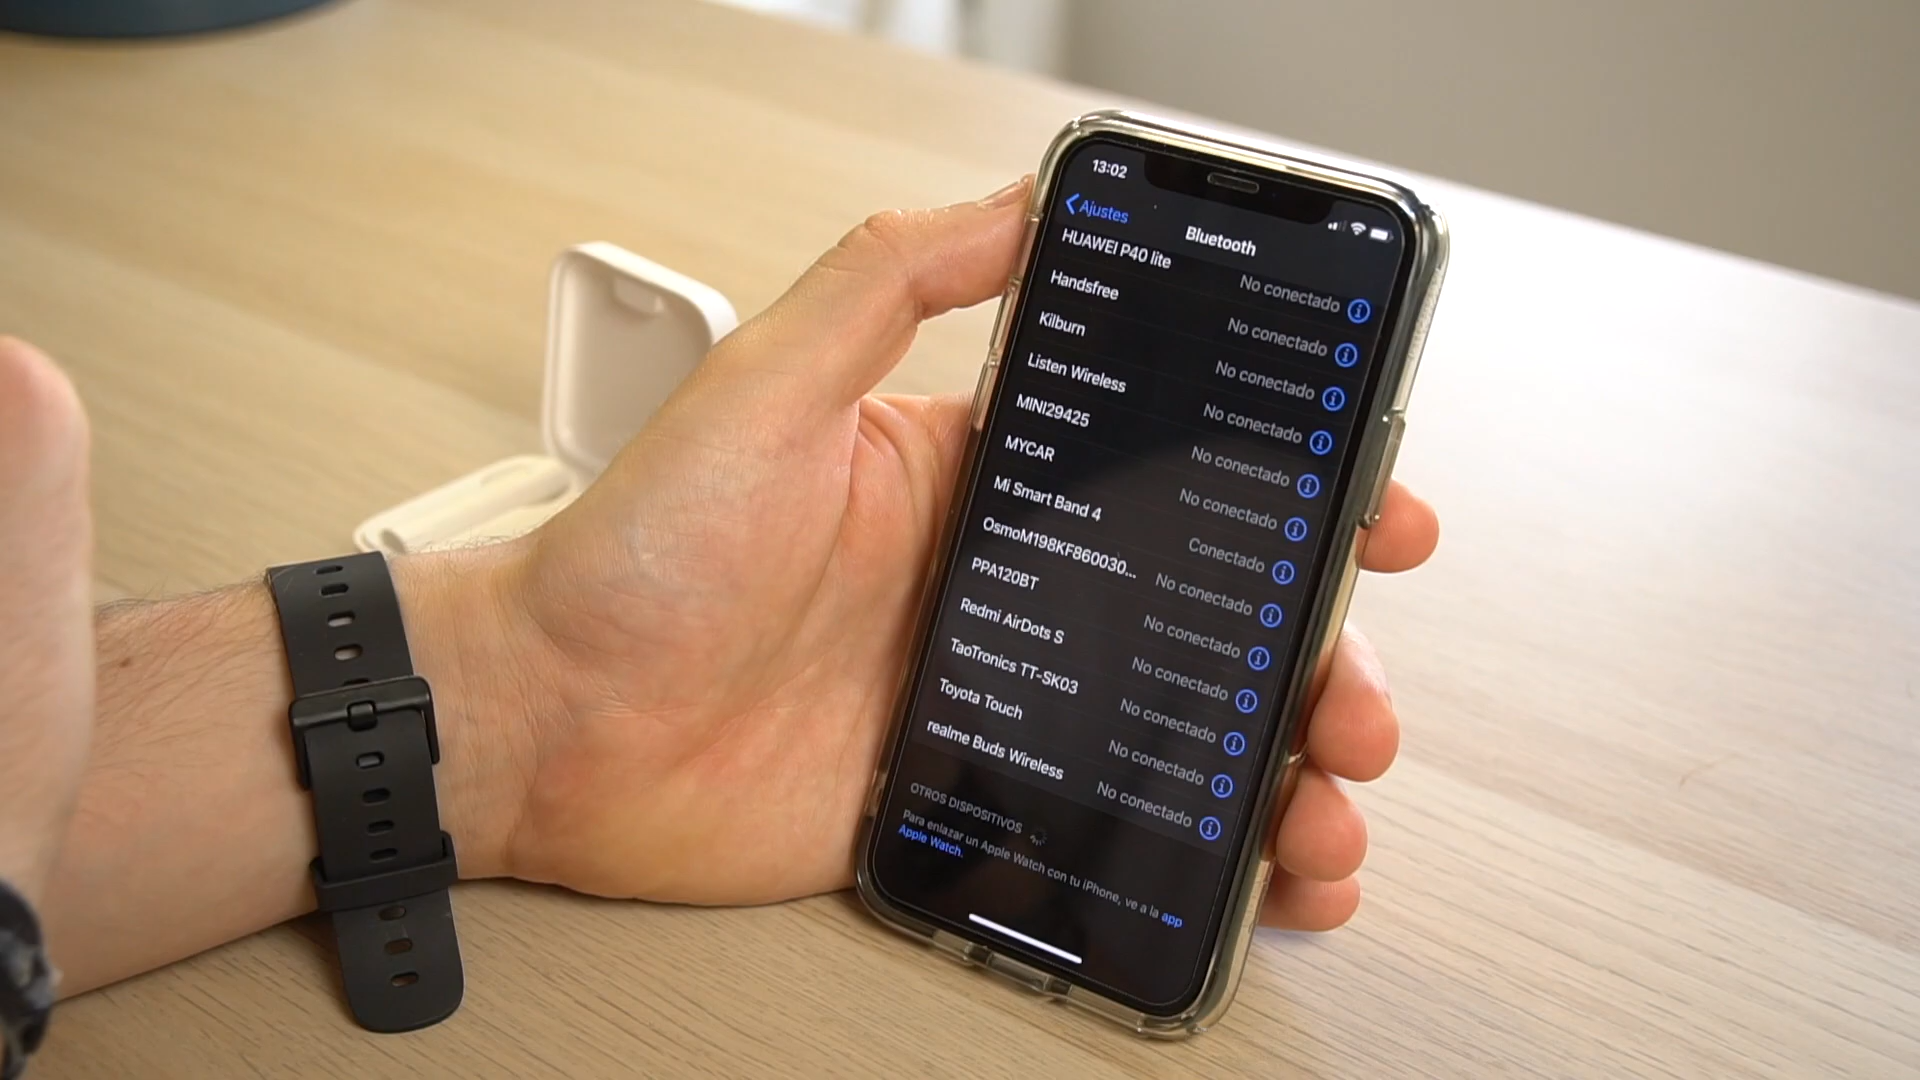 13:02
Ajustes
Bluetooth
HUAWEI P40 lite No conectado
Handsfree No conectado
Kilburn No conectado
Listen Wireless No conectado
MINI29425 No conectado
MYCAR No conectado
Mi Smart Band 4 Conectado
OsmoM198KF860030... No conectado
PPA120BT No conectado
Redmi AirDots S No conectado
TaoTronics TT-SK03 No conectado
Toyota Touch No conectado
realme Buds Wireless No conectado
OTROS DISPOSITIVOS
Para enlazar un Apple Watch con tu iPhone, ve a la app
Apple Watch.